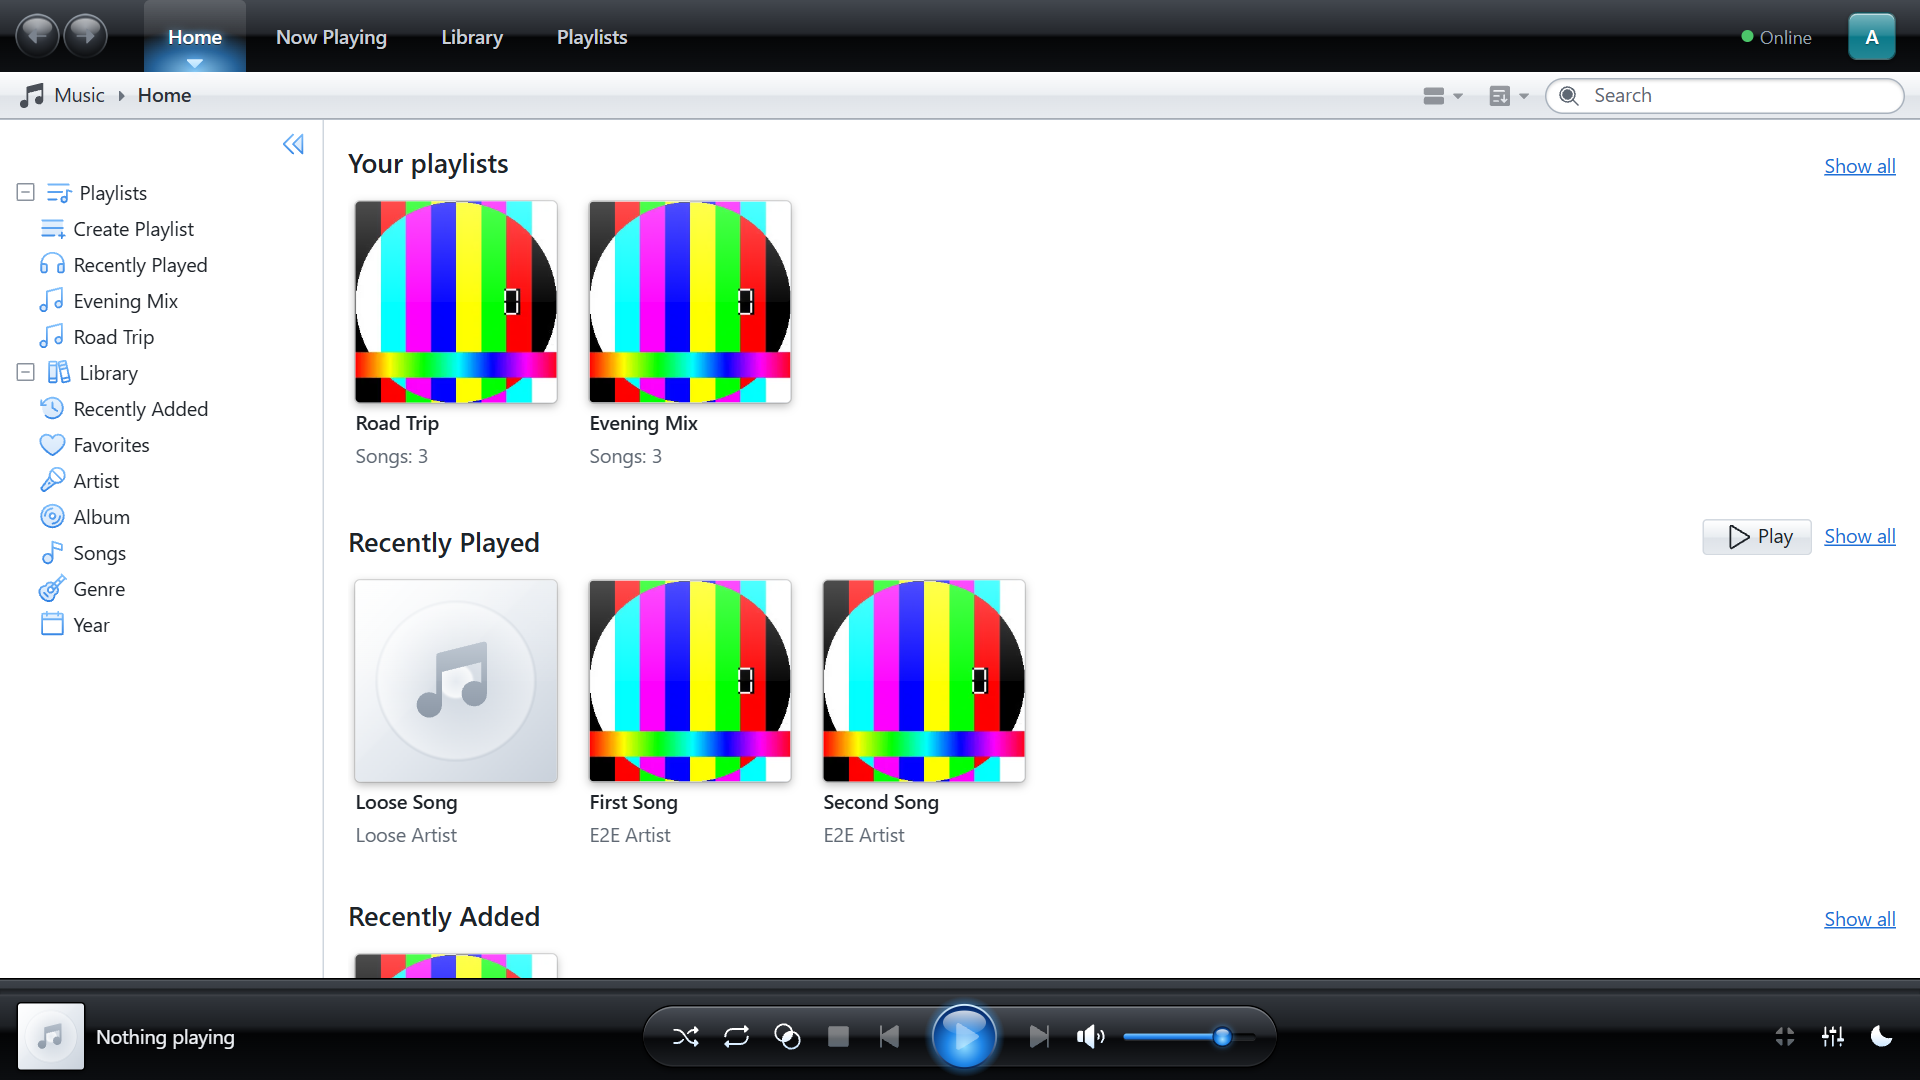 Home
Now Playing
Library
Playlists
Online
A
Music
Home
Search
Playlists
Create Playlist
Recently Played
Evening Mix
Road Trip
Library
Recently Added
Favorites
Artist
Album
Songs
Genre
Year
Your playlists
Show all
Road Trip
Songs: 3
Evening Mix
Songs: 3
Recently Played
Play
Show all
Loose Song
Loose Artist
First Song
E2E Artist
Second Song
E2E Artist
Recently Added
Show all
Nothing playing